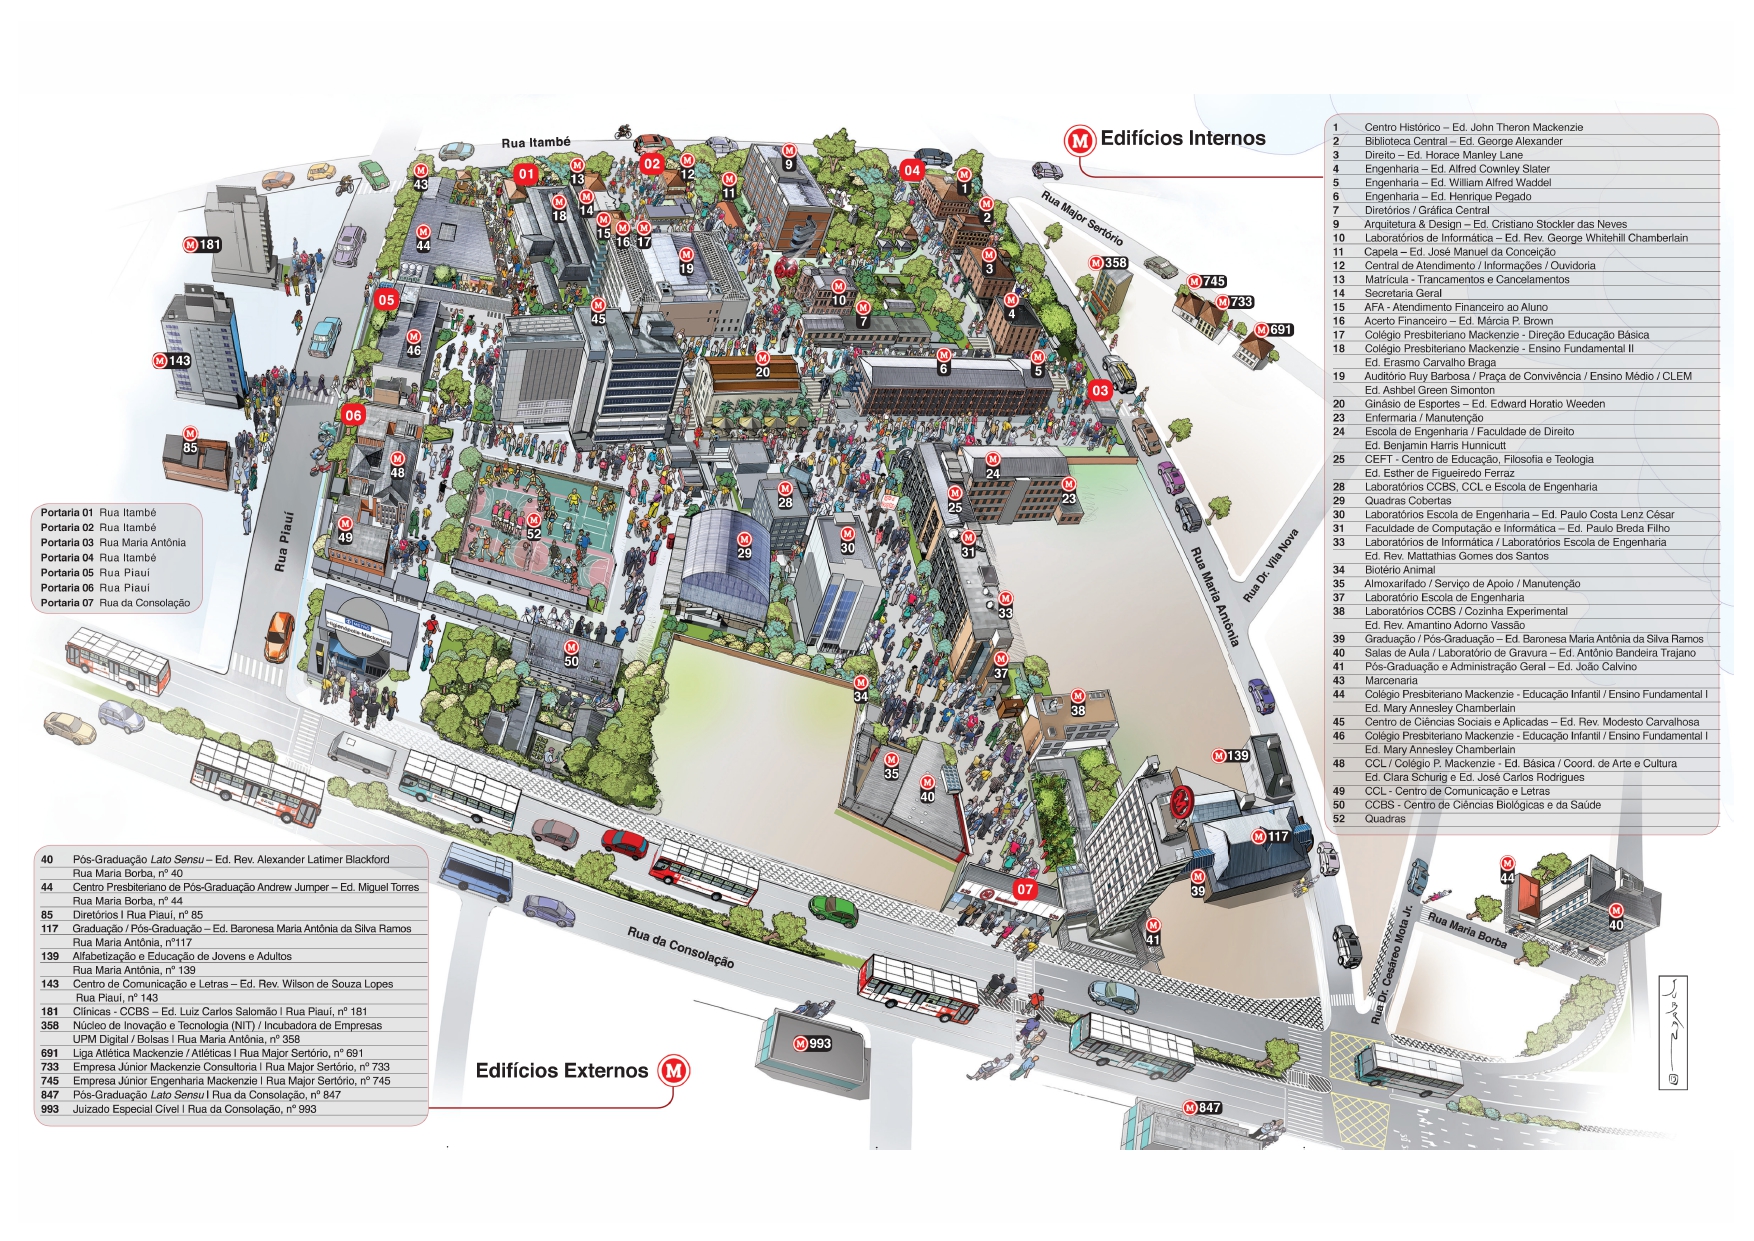 Rua Itambé
Edifícios Internos
Rua Major Sertório
Rua Piauí
Rua Maria Antônia
Rua Dr. Vila Nova
Rua da Consolação
Rua Dr. Cesáreo Mota Jr.
Rua Maria Borba
Edifícios Externos
METRÔ
Higienópolis-Mackenzie
01
02
03
04
05
06
07
43
44
13
18
14
15
16
17
12
11
9
19
1
2
3
4
10
7
45
46
20
6
5
48
49
52
28
29
30
24
23
25
31
33
37
34
38
50
35
40
39
41
181
143
85
358
745
733
691
139
117
44
40
993
847
1 Centro Histórico – Ed. John Theron Mackenzie
2 Biblioteca Central – Ed. George Alexander
3 Direito – Ed. Horace Manley Lane
4 Engenharia – Ed. Alfred Cownley Slater
5 Engenharia – Ed. William Alfred Waddel
6 Engenharia – Ed. Henrique Pegado
7 Diretórios / Gráfica Central
9 Arquitetura & Design – Ed. Cristiano Stockler das Neves
10 Laboratórios de Informática – Ed. Rev. George Whitehill Chamberlain
11 Capela – Ed. José Manuel da Conceição
12 Central de Atendimento / Informações / Ouvidoria
13 Matrícula - Trancamentos e Cancelamentos
14 Secretaria Geral
15 AFA - Atendimento Financeiro ao Aluno
16 Acerto Financeiro – Ed. Márcia P. Brown
17 Colégio Presbiteriano Mackenzie - Direção Educação Básica
18 Colégio Presbiteriano Mackenzie - Ensino Fundamental II
Ed. Erasmo Carvalho Braga
19 Auditório Ruy Barbosa / Praça de Convivência / Ensino Médio / CLEM
Ed. Ashbel Green Simonton
20 Ginásio de Esportes – Ed. Edward Horatio Weeden
23 Enfermaria / Manutenção
24 Escola de Engenharia / Faculdade de Direito
Ed. Benjamin Harris Hunnicutt
25 CEFT - Centro de Educação, Filosofia e Teologia
Ed. Esther de Figueiredo Ferraz
28 Laboratórios CCBS, CCL e Escola de Engenharia
29 Quadras Cobertas
30 Laboratórios Escola de Engenharia – Ed. Paulo Costa Lenz César
31 Faculdade de Computação e Informática – Ed. Paulo Breda Filho
33 Laboratórios de Informática / Laboratórios Escola de Engenharia
Ed. Rev. Mattathias Gomes dos Santos
34 Biotério Animal
35 Almoxarifado / Serviço de Apoio / Manutenção
37 Laboratório Escola de Engenharia
38 Laboratórios CCBS / Cozinha Experimental
Ed. Rev. Amantino Adorno Vassão
39 Graduação / Pós-Graduação – Ed. Baronesa Maria Antônia da Silva Ramos
40 Salas de Aula / Laboratório de Gravura – Ed. Antônio Bandeira Trajano
41 Pós-Graduação e Administração Geral – Ed. João Calvino
43 Marcenaria
44 Colégio Presbiteriano Mackenzie - Educação Infantil / Ensino Fundamental I
Ed. Mary Annesley Chamberlain
45 Centro de Ciências Sociais e Aplicadas – Ed. Rev. Modesto Carvalhosa
46 Colégio Presbiteriano Mackenzie - Educação Infantil / Ensino Fundamental I
Ed. Mary Annesley Chamberlain
48 CCL / Colégio P. Mackenzie - Ed. Básica / Coord. de Arte e Cultura
Ed. Clara Schurig e Ed. José Carlos Rodrigues
49 CCL - Centro de Comunicação e Letras
50 CCBS - Centro de Ciências Biológicas e da Saúde
52 Quadras
Portaria 01 Rua Itambé
Portaria 02 Rua Itambé
Portaria 03 Rua Maria Antônia
Portaria 04 Rua Itambé
Portaria 05 Rua Piauí
Portaria 06 Rua Piauí
Portaria 07 Rua da Consolação
40 Pós-Graduação Lato Sensu – Ed. Rev. Alexander Latimer Blackford
Rua Maria Borba, nº 40
44 Centro Presbiteriano de Pós-Graduação Andrew Jumper – Ed. Miguel Torres
Rua Maria Borba, nº 44
85 Diretórios | Rua Piauí, nº 85
117 Graduação / Pós-Graduação – Ed. Baronesa Maria Antônia da Silva Ramos
Rua Maria Antônia, nº117
139 Alfabetização e Educação de Jovens e Adultos
Rua Maria Antônia, nº 139
143 Centro de Comunicação e Letras – Ed. Rev. Wilson de Souza Lopes
Rua Piauí, nº 143
181 Clínicas - CCBS – Ed. Luiz Carlos Salomão | Rua Piauí, nº 181
358 Núcleo de Inovação e Tecnologia (NIT) / Incubadora de Empresas
UPM Digital / Bolsas | Rua Maria Antônia, nº 358
691 Liga Atlética Mackenzie / Atléticas | Rua Major Sertório, nº 691
733 Empresa Júnior Mackenzie Consultoria | Rua Major Sertório, nº 733
745 Empresa Júnior Engenharia Mackenzie | Rua Major Sertório, nº 745
847 Pós-Graduação Lato Sensu | Rua da Consolação, nº 847
993 Juizado Especial Cível | Rua da Consolação, nº 993